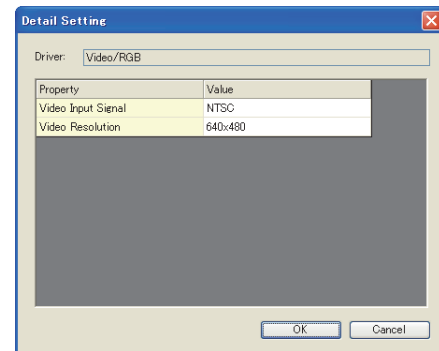 Detail Setting
Driver: Video/RGB
Property Value
Video Input Signal NTSC
Video Resolution 640x480
OK Cancel